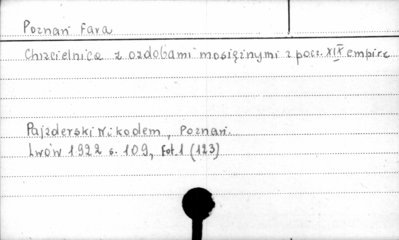 Poznań Fara
Chrzcielnica z ozdobami mosiężnymi z pocz. XIX empire
Pajzderski Nikodem, Poznań.
Lwów 1922 s. 109, fot. 1 (123)